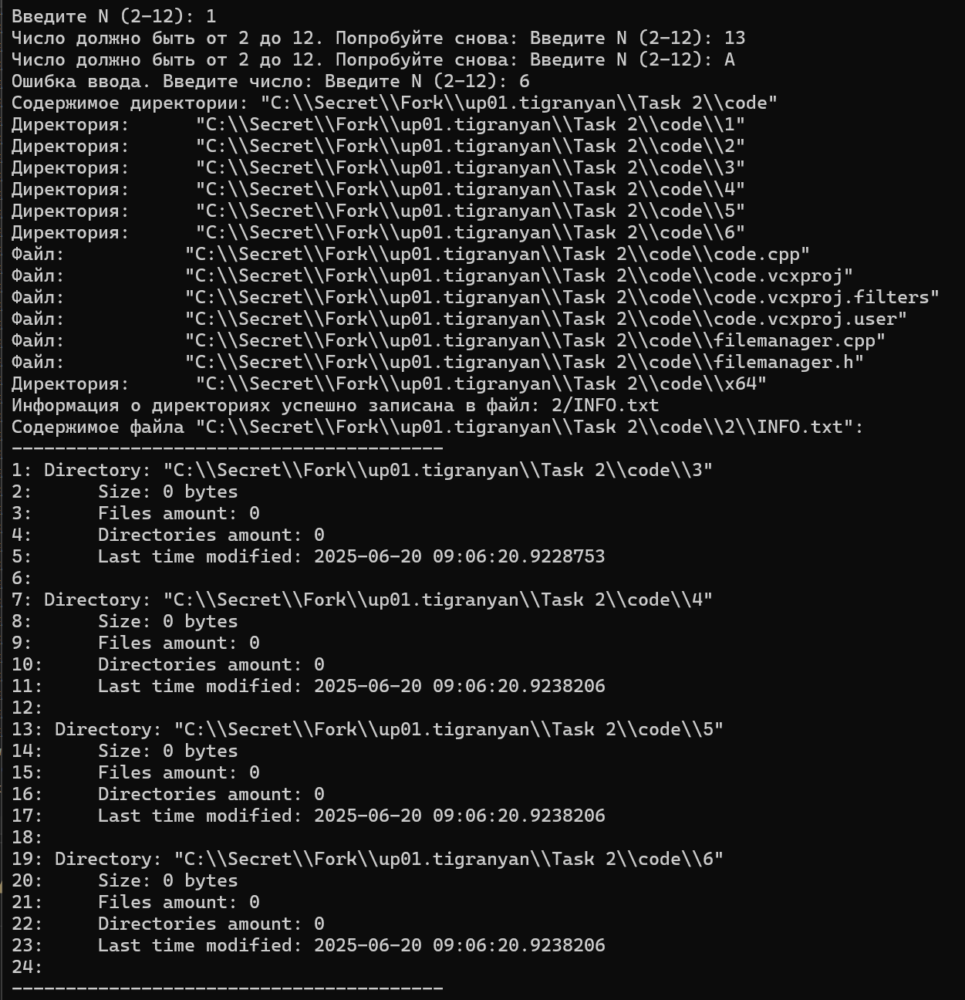 Введите N (2-12): 1
Число должно быть от 2 до 12. Попробуйте снова: Введите N (2-12): 13
Число должно быть от 2 до 12. Попробуйте снова: Введите N (2-12): A
Ошибка ввода. Введите число: Введите N (2-12): 6
Содержимое директории: "C:\\Secret\\Fork\\up01.tigranyan\\Task 2\\code"
Директория:      "C:\\Secret\\Fork\\up01.tigranyan\\Task 2\\code\\1"
Директория:      "C:\\Secret\\Fork\\up01.tigranyan\\Task 2\\code\\2"
Директория:      "C:\\Secret\\Fork\\up01.tigranyan\\Task 2\\code\\3"
Директория:      "C:\\Secret\\Fork\\up01.tigranyan\\Task 2\\code\\4"
Директория:      "C:\\Secret\\Fork\\up01.tigranyan\\Task 2\\code\\5"
Директория:      "C:\\Secret\\Fork\\up01.tigranyan\\Task 2\\code\\6"
Файл:           "C:\\Secret\\Fork\\up01.tigranyan\\Task 2\\code\\code.cpp"
Файл:           "C:\\Secret\\Fork\\up01.tigranyan\\Task 2\\code\\code.vcxproj"
Файл:           "C:\\Secret\\Fork\\up01.tigranyan\\Task 2\\code\\code.vcxproj.filters"
Файл:           "C:\\Secret\\Fork\\up01.tigranyan\\Task 2\\code\\code.vcxproj.user"
Файл:           "C:\\Secret\\Fork\\up01.tigranyan\\Task 2\\code\\filemanager.cpp"
Файл:           "C:\\Secret\\Fork\\up01.tigranyan\\Task 2\\code\\filemanager.h"
Директория:      "C:\\Secret\\Fork\\up01.tigranyan\\Task 2\\code\\x64"
Информация о директориях успешно записана в файл: 2/INFO.txt
Содержимое файла "C:\\Secret\\Fork\\up01.tigranyan\\Task 2\\code\\2\\INFO.txt":
----------------------------------------
1: Directory: "C:\\Secret\\Fork\\up01.tigranyan\\Task 2\\code\\3"
2:      Size: 0 bytes
3:      Files amount: 0
4:      Directories amount: 0
5:      Last time modified: 2025-06-20 09:06:20.9228753
6:
7: Directory: "C:\\Secret\\Fork\\up01.tigranyan\\Task 2\\code\\4"
8:      Size: 0 bytes
9:      Files amount: 0
10:     Directories amount: 0
11:     Last time modified: 2025-06-20 09:06:20.9238206
12:
13: Directory: "C:\\Secret\\Fork\\up01.tigranyan\\Task 2\\code\\5"
14:     Size: 0 bytes
15:     Files amount: 0
16:     Directories amount: 0
17:     Last time modified: 2025-06-20 09:06:20.9238206
18:
19: Directory: "C:\\Secret\\Fork\\up01.tigranyan\\Task 2\\code\\6"
20:     Size: 0 bytes
21:     Files amount: 0
22:     Directories amount: 0
23:     Last time modified: 2025-06-20 09:06:20.9238206
24:
----------------------------------------